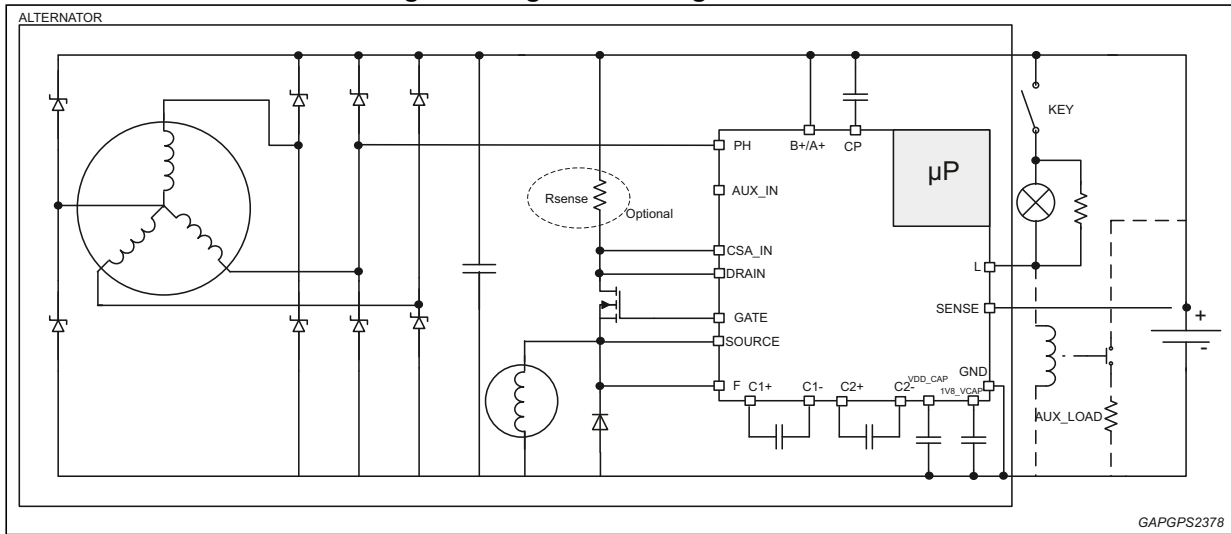 ALTERNATOR
KEY
PH
B+/A+
CP
µP
AUX_IN
Rsense
Optional
CSA_IN
DRAIN
L
SENSE
GATE
SOURCE
+
-
GND
F
C1+
C1-
C2+
C2-
VDD_CAP
1V8_VCAP
AUX_LOAD
GAPGPS2378